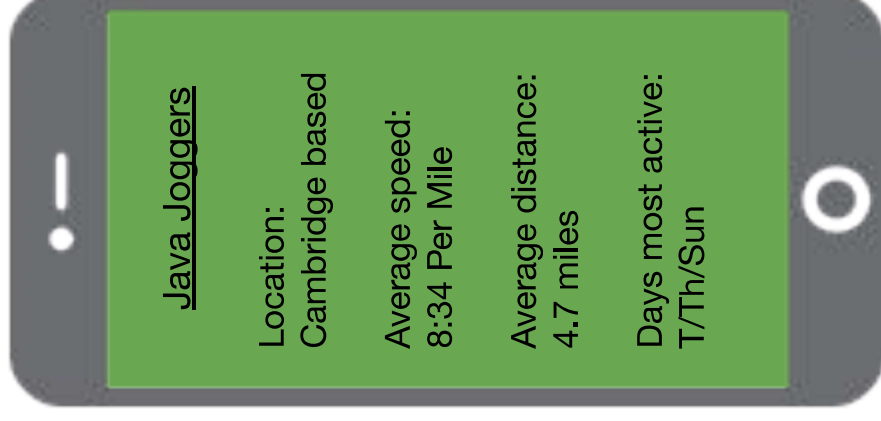 Java Joggers
Location:
Cambridge based
Average speed:
8:34 Per Mile
Average distance:
4.7 miles
Days most active:
T/Th/Sun